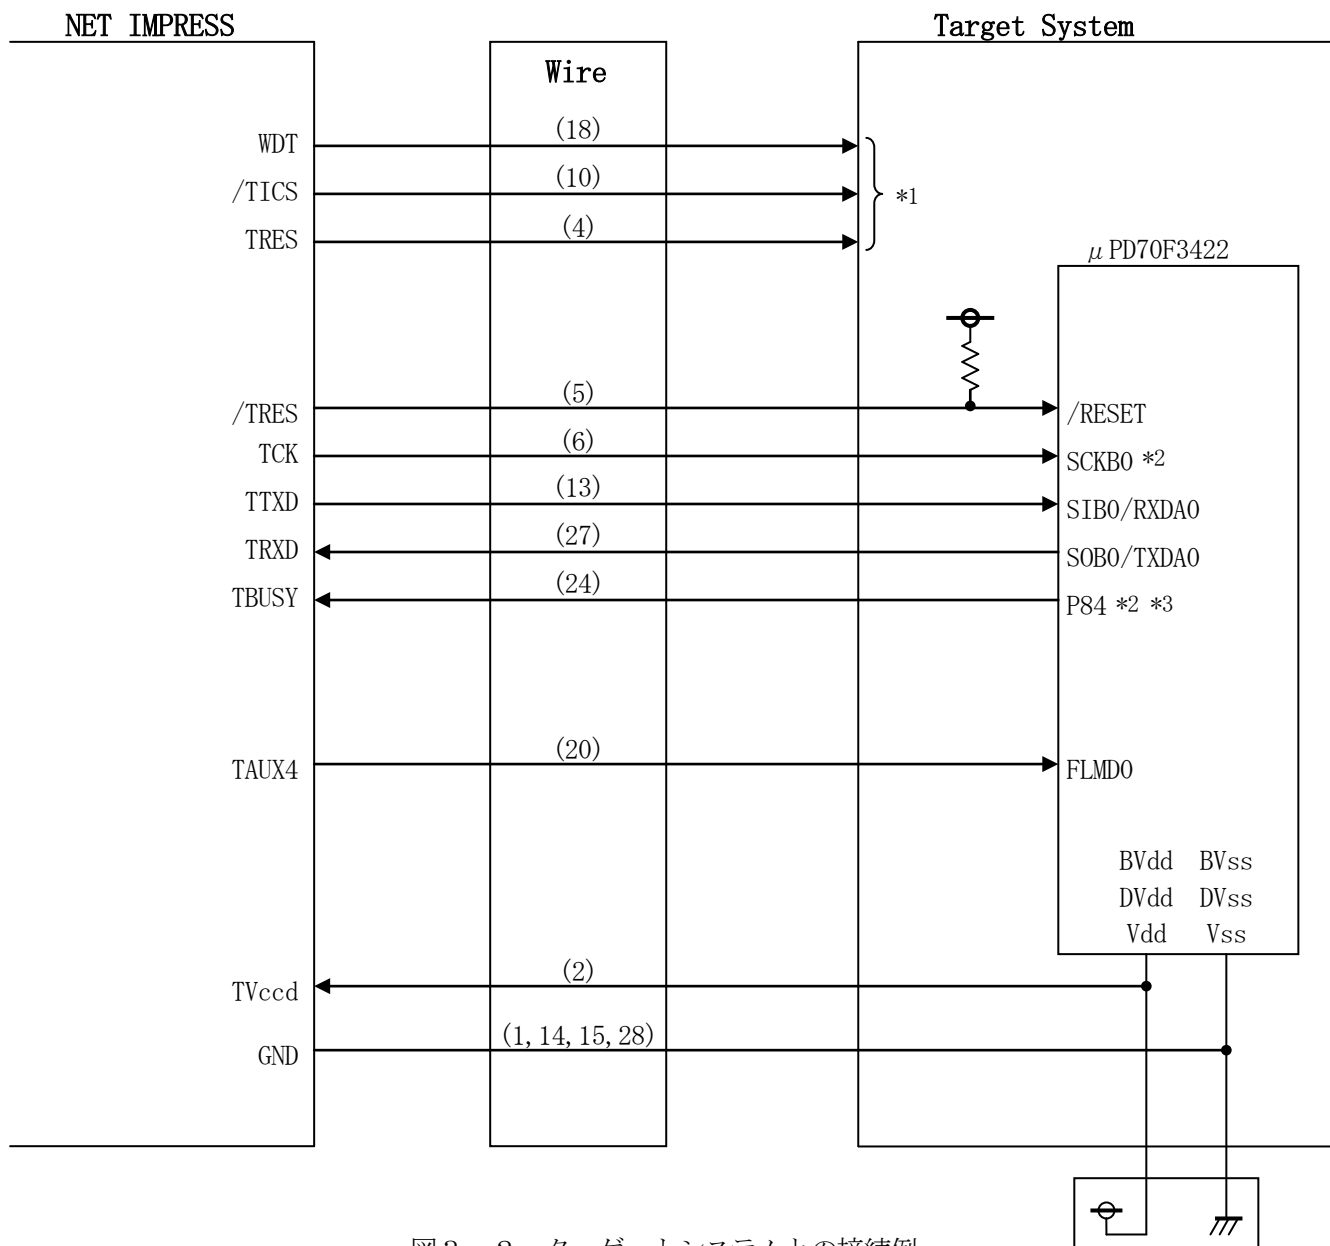 NET IMPRESS
Target System
Wire
WDT (18)
/TICS (10) *1
TRES (4)
μPD70F3422
/TRES (5) /RESET
TCK (6) SCKB0 *2
TTXD (13) SIB0/RXDA0
TRXD (27) SOB0/TXDA0
TBUSY (24) P84 *2 *3
TAUX4 (20) FLMD0
BVdd BVss
DVdd DVss
Vdd Vss
TVccd (2)
GND (1,14,15,28)